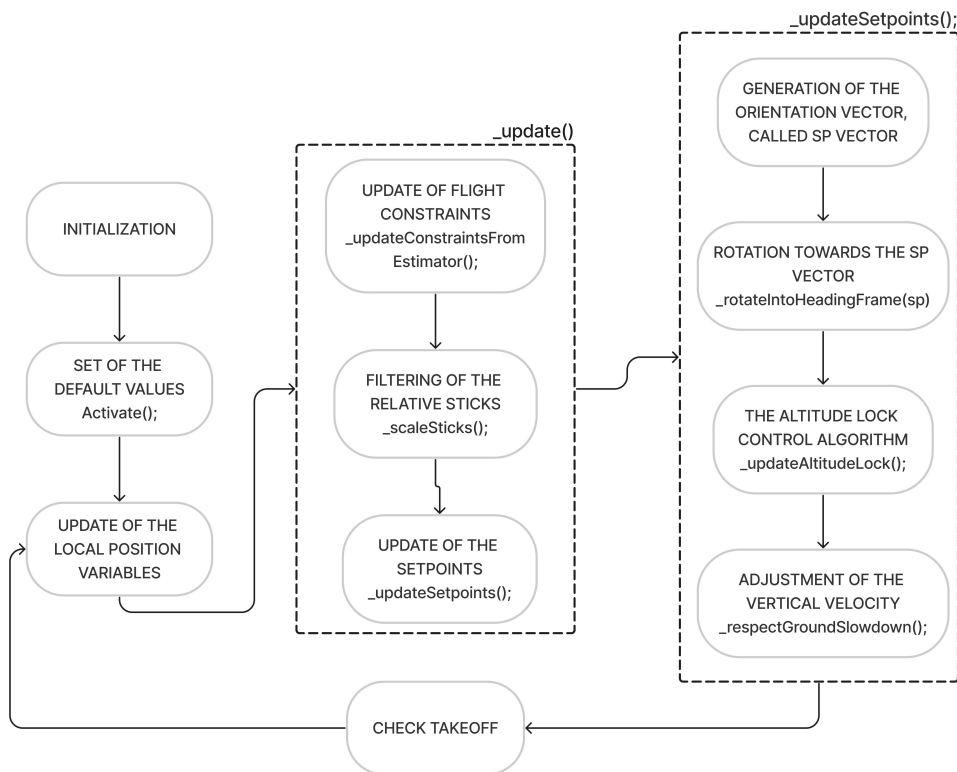 INITIALIZATION
SET OF THE
DEFAULT VALUES
Activate();
UPDATE OF THE
LOCAL POSITION
VARIABLES
_update()
UPDATE OF FLIGHT
CONSTRAINTS
_updateConstraintsFrom
Estimator();
FILTERING OF THE
RELATIVE STICKS
_scaleSticks();
UPDATE OF THE
SETPOINTS
_updateSetpoints();
_updateSetpoints();
GENERATION OF THE
ORIENTATION VECTOR,
CALLED SP VECTOR
ROTATION TOWARDS THE SP
VECTOR
_rotateIntoHeadingFrame(sp)
THE ALTITUDE LOCK
CONTROL ALGORITHM
_updateAltitudeLock();
ADJUSTMENT OF THE
VERTICAL VELOCITY
_respectGroundSlowdown();
CHECK TAKEOFF